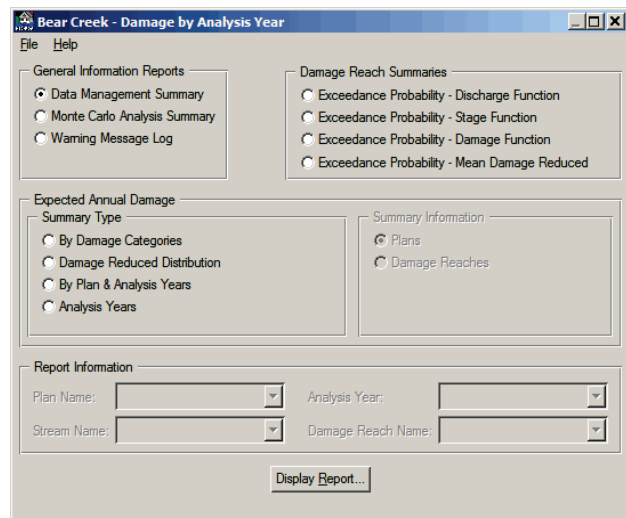 Bear Creek - Damage by Analysis Year
File Help
General Information Reports
Data Management Summary
Monte Carlo Analysis Summary
Warning Message Log
Damage Reach Summaries
Exceedance Probability - Discharge Function
Exceedance Probability - Stage Function
Exceedance Probability - Damage Function
Exceedance Probability - Mean Damage Reduced
Expected Annual Damage
Summary Type
By Damage Categories
Damage Reduced Distribution
By Plan & Analysis Years
Analysis Years
Summary Information
Plans
Damage Reaches
Report Information
Plan Name:
Analysis Year:
Stream Name:
Damage Reach Name:
Display Report...